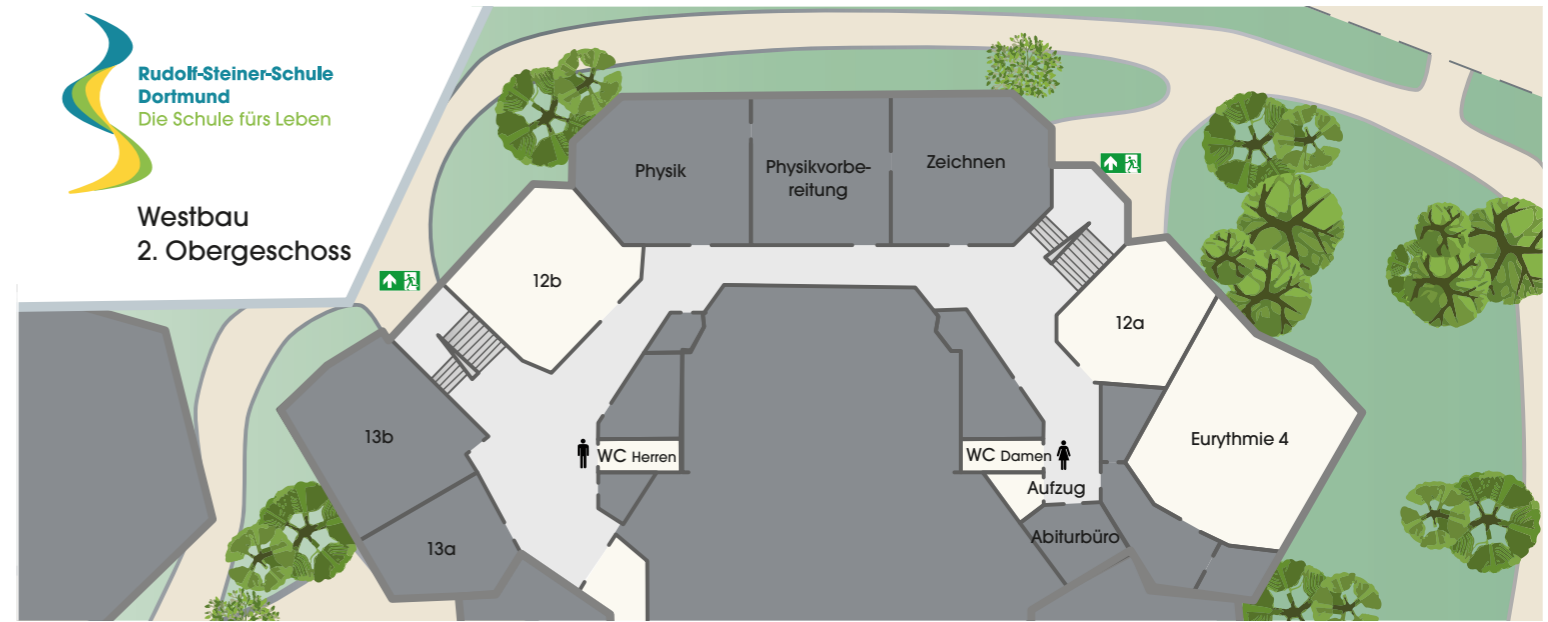 Rudolf-Steiner-Schule
Dortmund
Die Schule fürs Leben
Westbau
2. Obergeschoss
Physik
Physikvorbe-
reitung
Zeichnen
12b
12a
13b
Eurythmie 4
WC Herren
WC Damen
Aufzug
Abiturbüro
13a